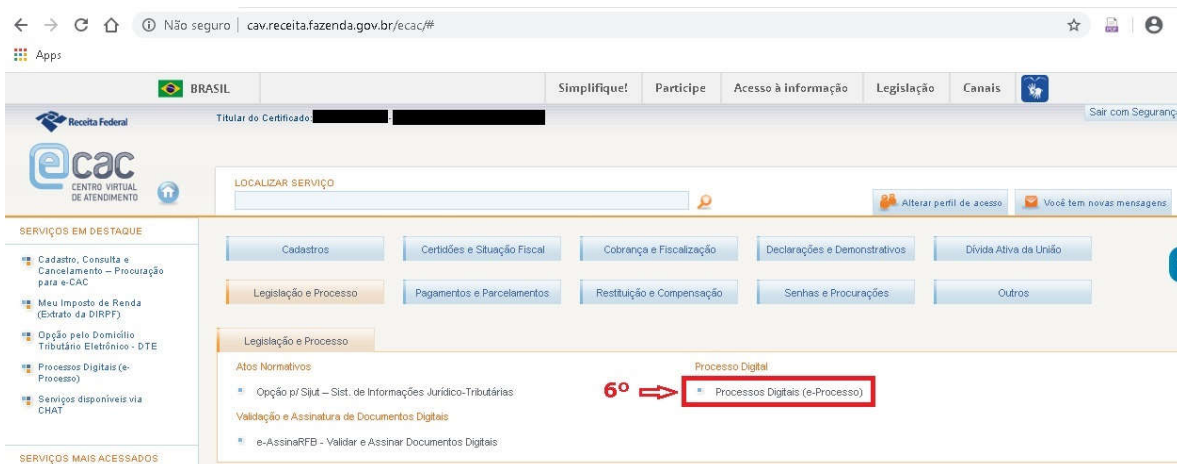 Não seguro | cav.receita.fazenda.gov.br/ecac/#
Apps
BRASIL Simplifique! Participe Acesso à informação Legislação Canais
Receita Federal
Titular do Certificado: -
Sair com Seguranç
ecac
CENTRO VIRTUAL
DE ATENDIMENTO
LOCALIZAR SERVIÇO
Alterar perfil de acesso Você tem novas mensagens
SERVIÇOS EM DESTAQUE
Cadastro, Consulta e
Cancelamento – Procuração
para e-CAC
Meu Imposto de Renda
(Extrato da DIRPF)
Opção pelo Domicílio
Tributário Eletrônico - DTE
Processos Digitais (e-
Processo)
Serviços disponíveis via
CHAT
SERVIÇOS MAIS ACESSADOS
Cadastros Certidões e Situação Fiscal Cobrança e Fiscalização Declarações e Demonstrativos Dívida Ativa da União
Legislação e Processo Pagamentos e Parcelamentos Restituição e Compensação Senhas e Procurações Outros
Legislação e Processo
Atos Normativos
Opção p/ Sijut – Sist. de Informações Jurídico-Tributárias
Validação e Assinatura de Documentos Digitais
e-AssinaRFB - Validar e Assinar Documentos Digitais
Processo Digital
6º Processos Digitais (e-Processo)